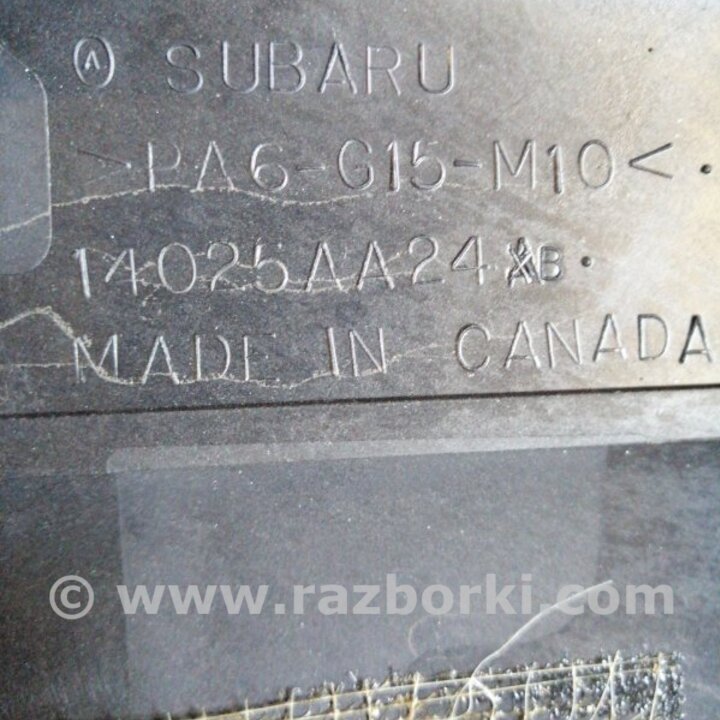 SUBARU
>PA6-G15-M10<
14025AA24 B
MADE IN CANADA
© www.razborki.com